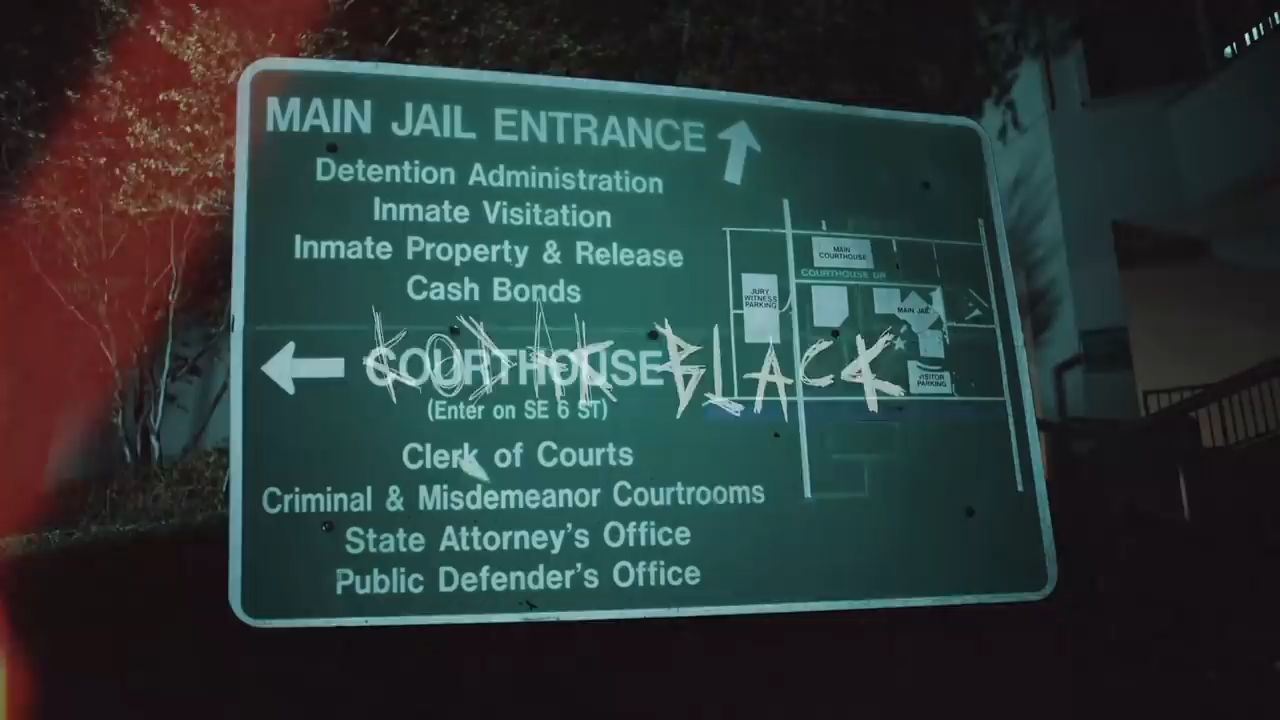 MAIN JAIL ENTRANCE
Detention Administration
Inmate Visitation
Inmate Property & Release
Cash Bonds
COURTHOUSE
KODAK BLACK
(Enter on SE 6 ST)
Clerk of Courts
Criminal & Misdemeanor Courtrooms
State Attorney's Office
Public Defender's Office
MAIN
COURTHOUSE
COURTHOUSE DR
JURY
WITNESS
PARKING
MAIN JAIL
VISITOR
PARKING